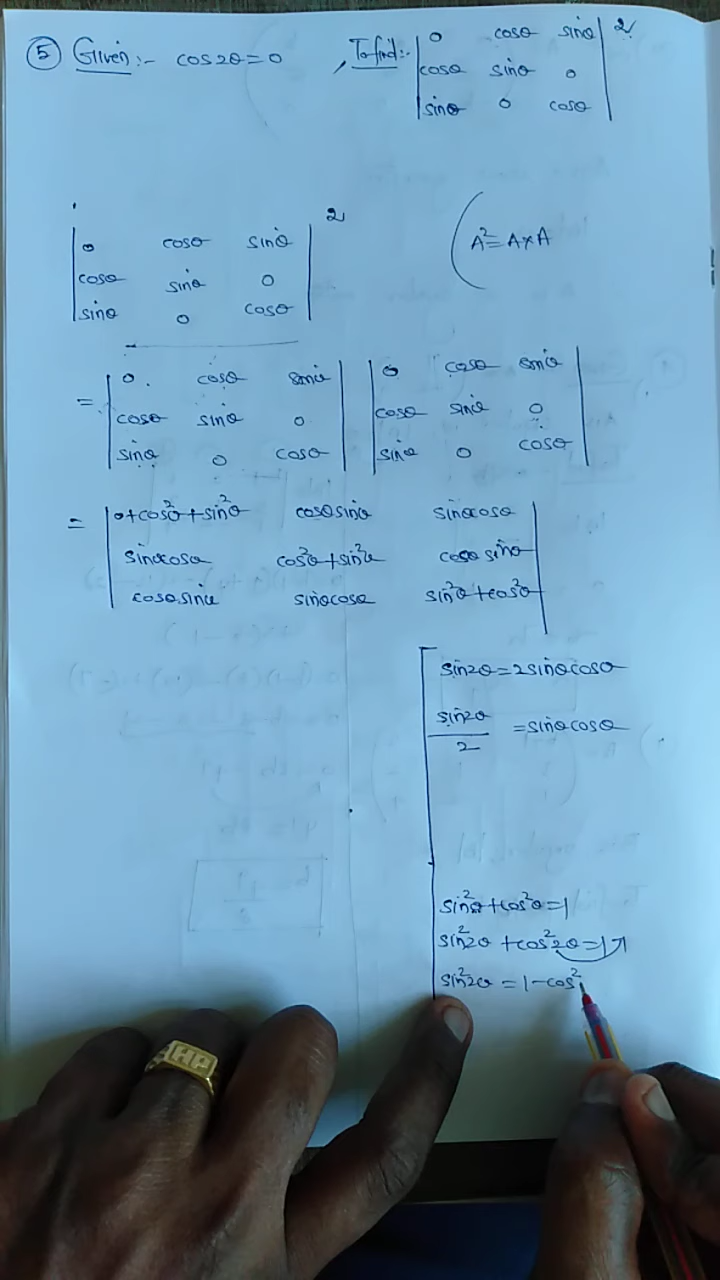 ⑤ Given :- cos2θ=0 , To find:- | 0 cosθ sinθ |²
| cosθ sinθ 0 |
| sinθ 0 cosθ |
| 0 cosθ sinθ |² ( A²=A×A
| cosθ sinθ 0 |
| sinθ 0 cosθ |
= | 0 cosθ sinθ | | 0 cosθ sinθ |
| cosθ sinθ 0 | | cosθ sinθ 0 |
| sinθ 0 cosθ | | sinθ 0 cosθ |
= | 0+cos²θ+sin²θ cosθsinθ sinθcosθ |
| sinθcosθ cos²θ+sin²θ cosθ sinθ |
| cosθsinθ sinθcosθ sin²θ+cos²θ |
sin2θ=2sinθcosθ
sin2θ/2 =sinθcosθ
sin²θ+cos²θ=1
sin²2θ+cos²2θ=1
sin²2θ=1-cos²
HP